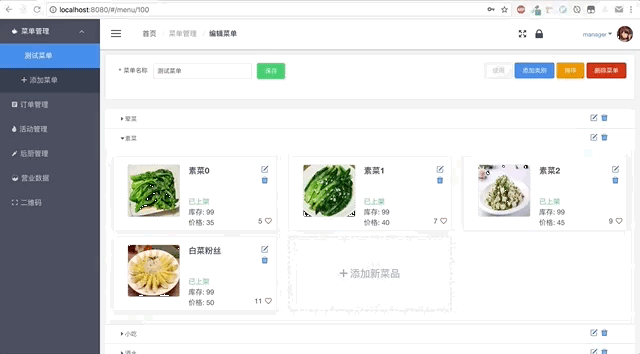 localhost:8080/#/menu/100
菜单管理
首页 / 菜单管理 / 编辑菜单
manager
测试菜单
添加菜单
订单管理
活动管理
后厨管理
营业数据
二维码
* 菜单名称 测试菜单 保存
添加类别 排序 删除菜单
荤菜
素菜
素菜0
已上架
库存: 99
价格: 35
5
素菜1
已上架
库存: 99
价格: 40
7
素菜2
已上架
库存: 99
价格: 45
9
白菜粉丝
已上架
库存: 99
价格: 50
11
添加新菜品
小吃
酒水